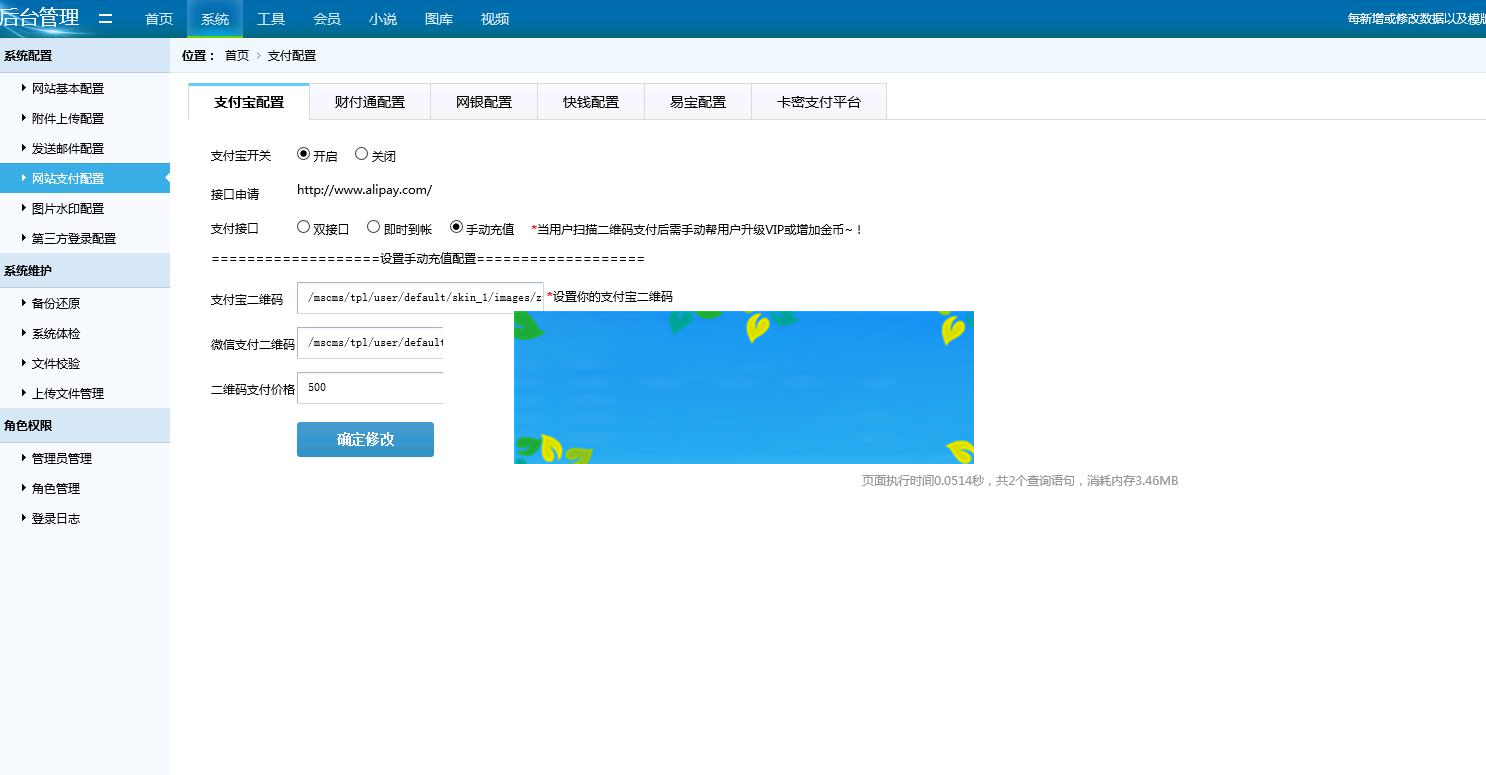 后台管理 首页 系统 工具 会员 小说 图库 视频 每新增或修改数据以及模
系统配置
网站基本配置
附件上传配置
发送邮件配置
网站支付配置
图片水印配置
第三方登录配置
系统维护
备份还原
系统体检
文件校验
上传文件管理
角色权限
管理员管理
角色管理
登录日志
位置： 首页 > 支付配置
支付宝配置 财付通配置 网银配置 快钱配置 易宝配置 卡密支付平台
支付宝开关 开启 关闭
接口申请 http://www.alipay.com/
支付接口 双接口 即时到帐 手动充值 *当用户扫描二维码支付后需手动帮用户升级VIP或增加金币~！
===================设置手动充值配置===================
支付宝二维码 /mscms/tpl/user/default/skin_1/images/z *设置你的支付宝二维码
微信支付二维码 /mscms/tpl/user/default
二维码支付价格 500
确定修改
页面执行时间0.0514秒，共2个查询语句，消耗内存3.46MB